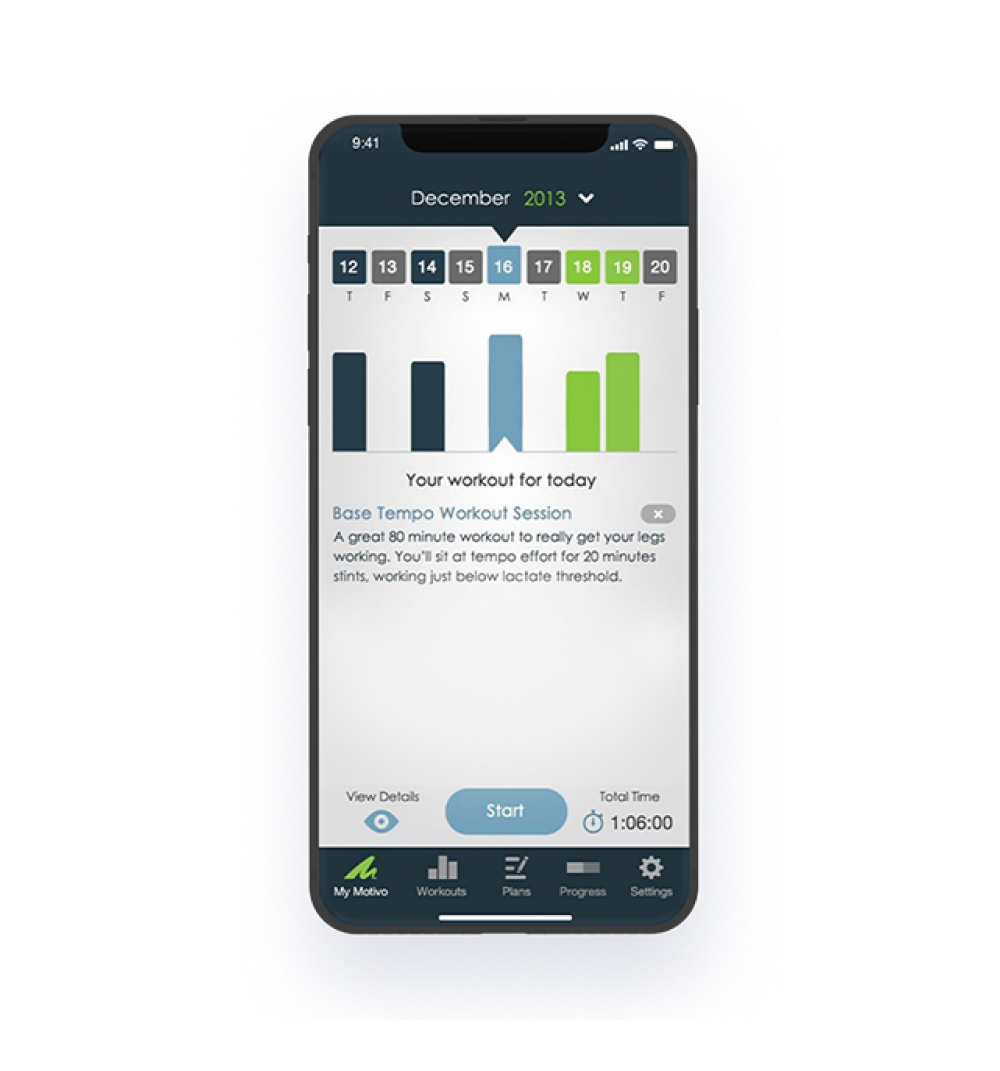 9:41
December 2013
12 13 14 15 16 17 18 19 20
T F S S M T W T F
Your workout for today
Base Tempo Workout Session
A great 80 minute workout to really get your legs
working. You'll sit at tempo effort for 20 minutes
stints, working just below lactate threshold.
View Details Start Total Time
1:06:00
My Motivo Workouts Plans Progress Settings